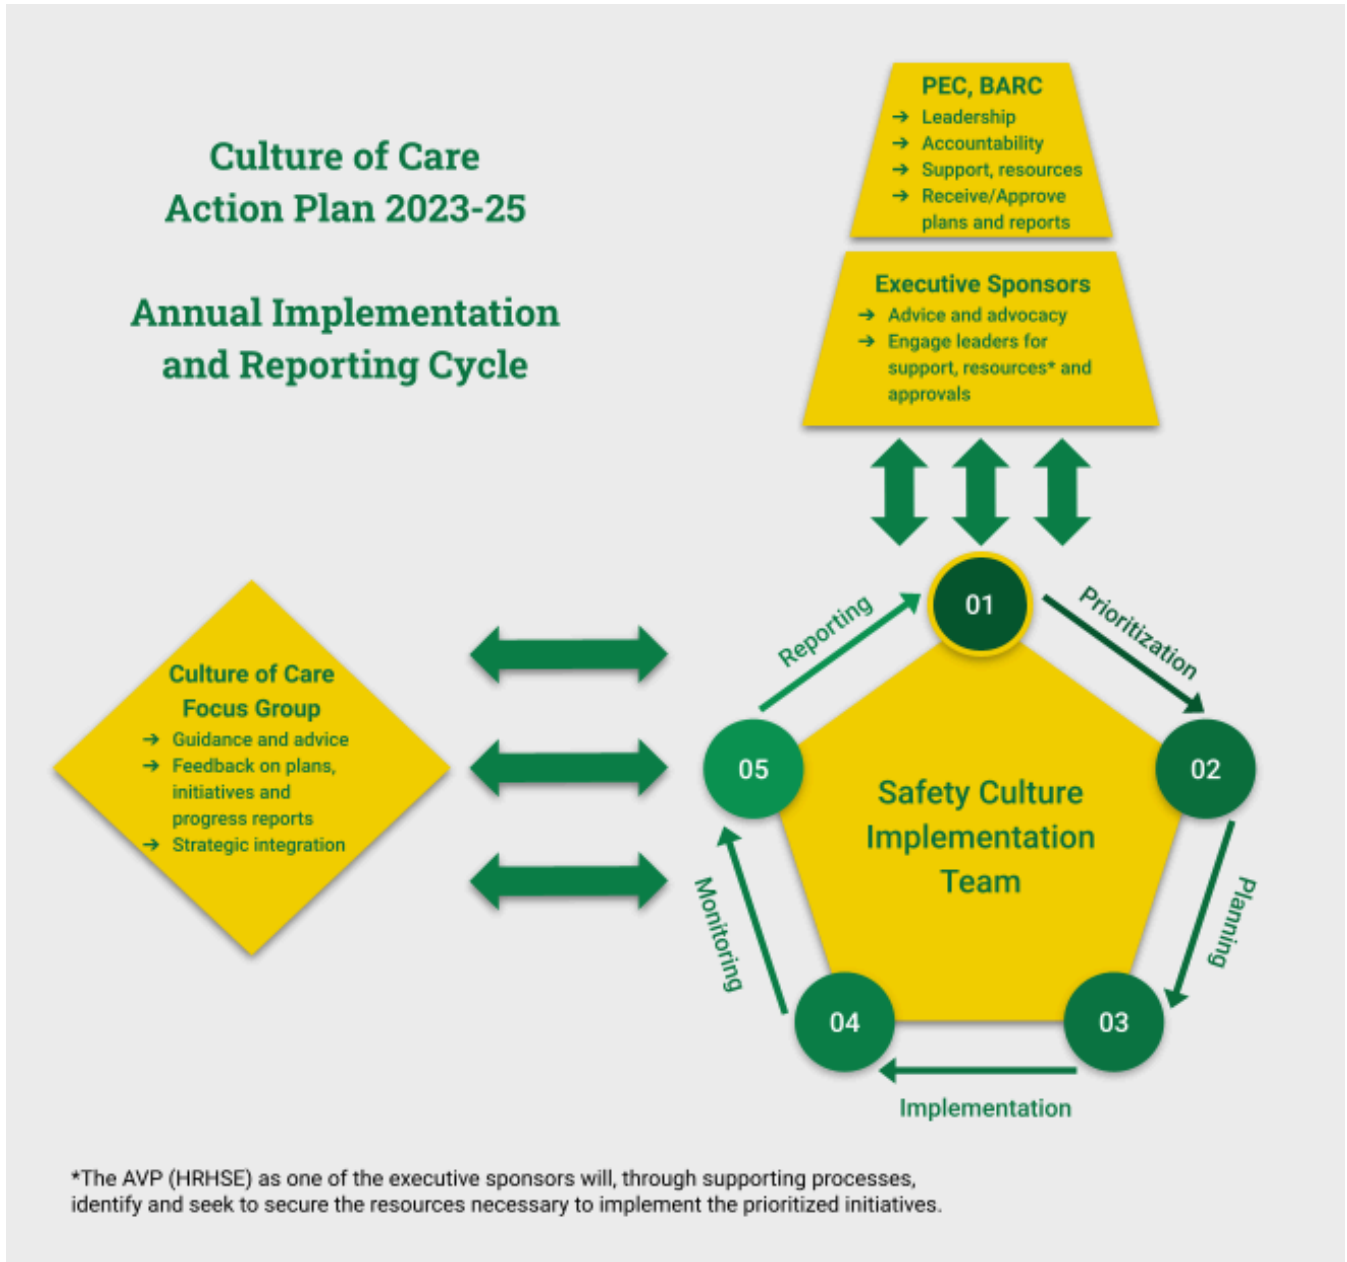 Culture of Care
Action Plan 2023-25
Annual Implementation
and Reporting Cycle
PEC, BARC
➔ Leadership
➔ Accountability
➔ Support, resources
➔ Receive/Approve
plans and reports
Executive Sponsors
➔ Advice and advocacy
➔ Engage leaders for
support, resources* and
approvals
Culture of Care
Focus Group
➔ Guidance and advice
➔ Feedback on plans,
initiatives and
progress reports
➔ Strategic integration
01
Prioritization
02
Planning
03
Implementation
04
Monitoring
05
Reporting
Safety Culture
Implementation
Team
*The AVP (HRHSE) as one of the executive sponsors will, through supporting processes,
identify and seek to secure the resources necessary to implement the prioritized initiatives.